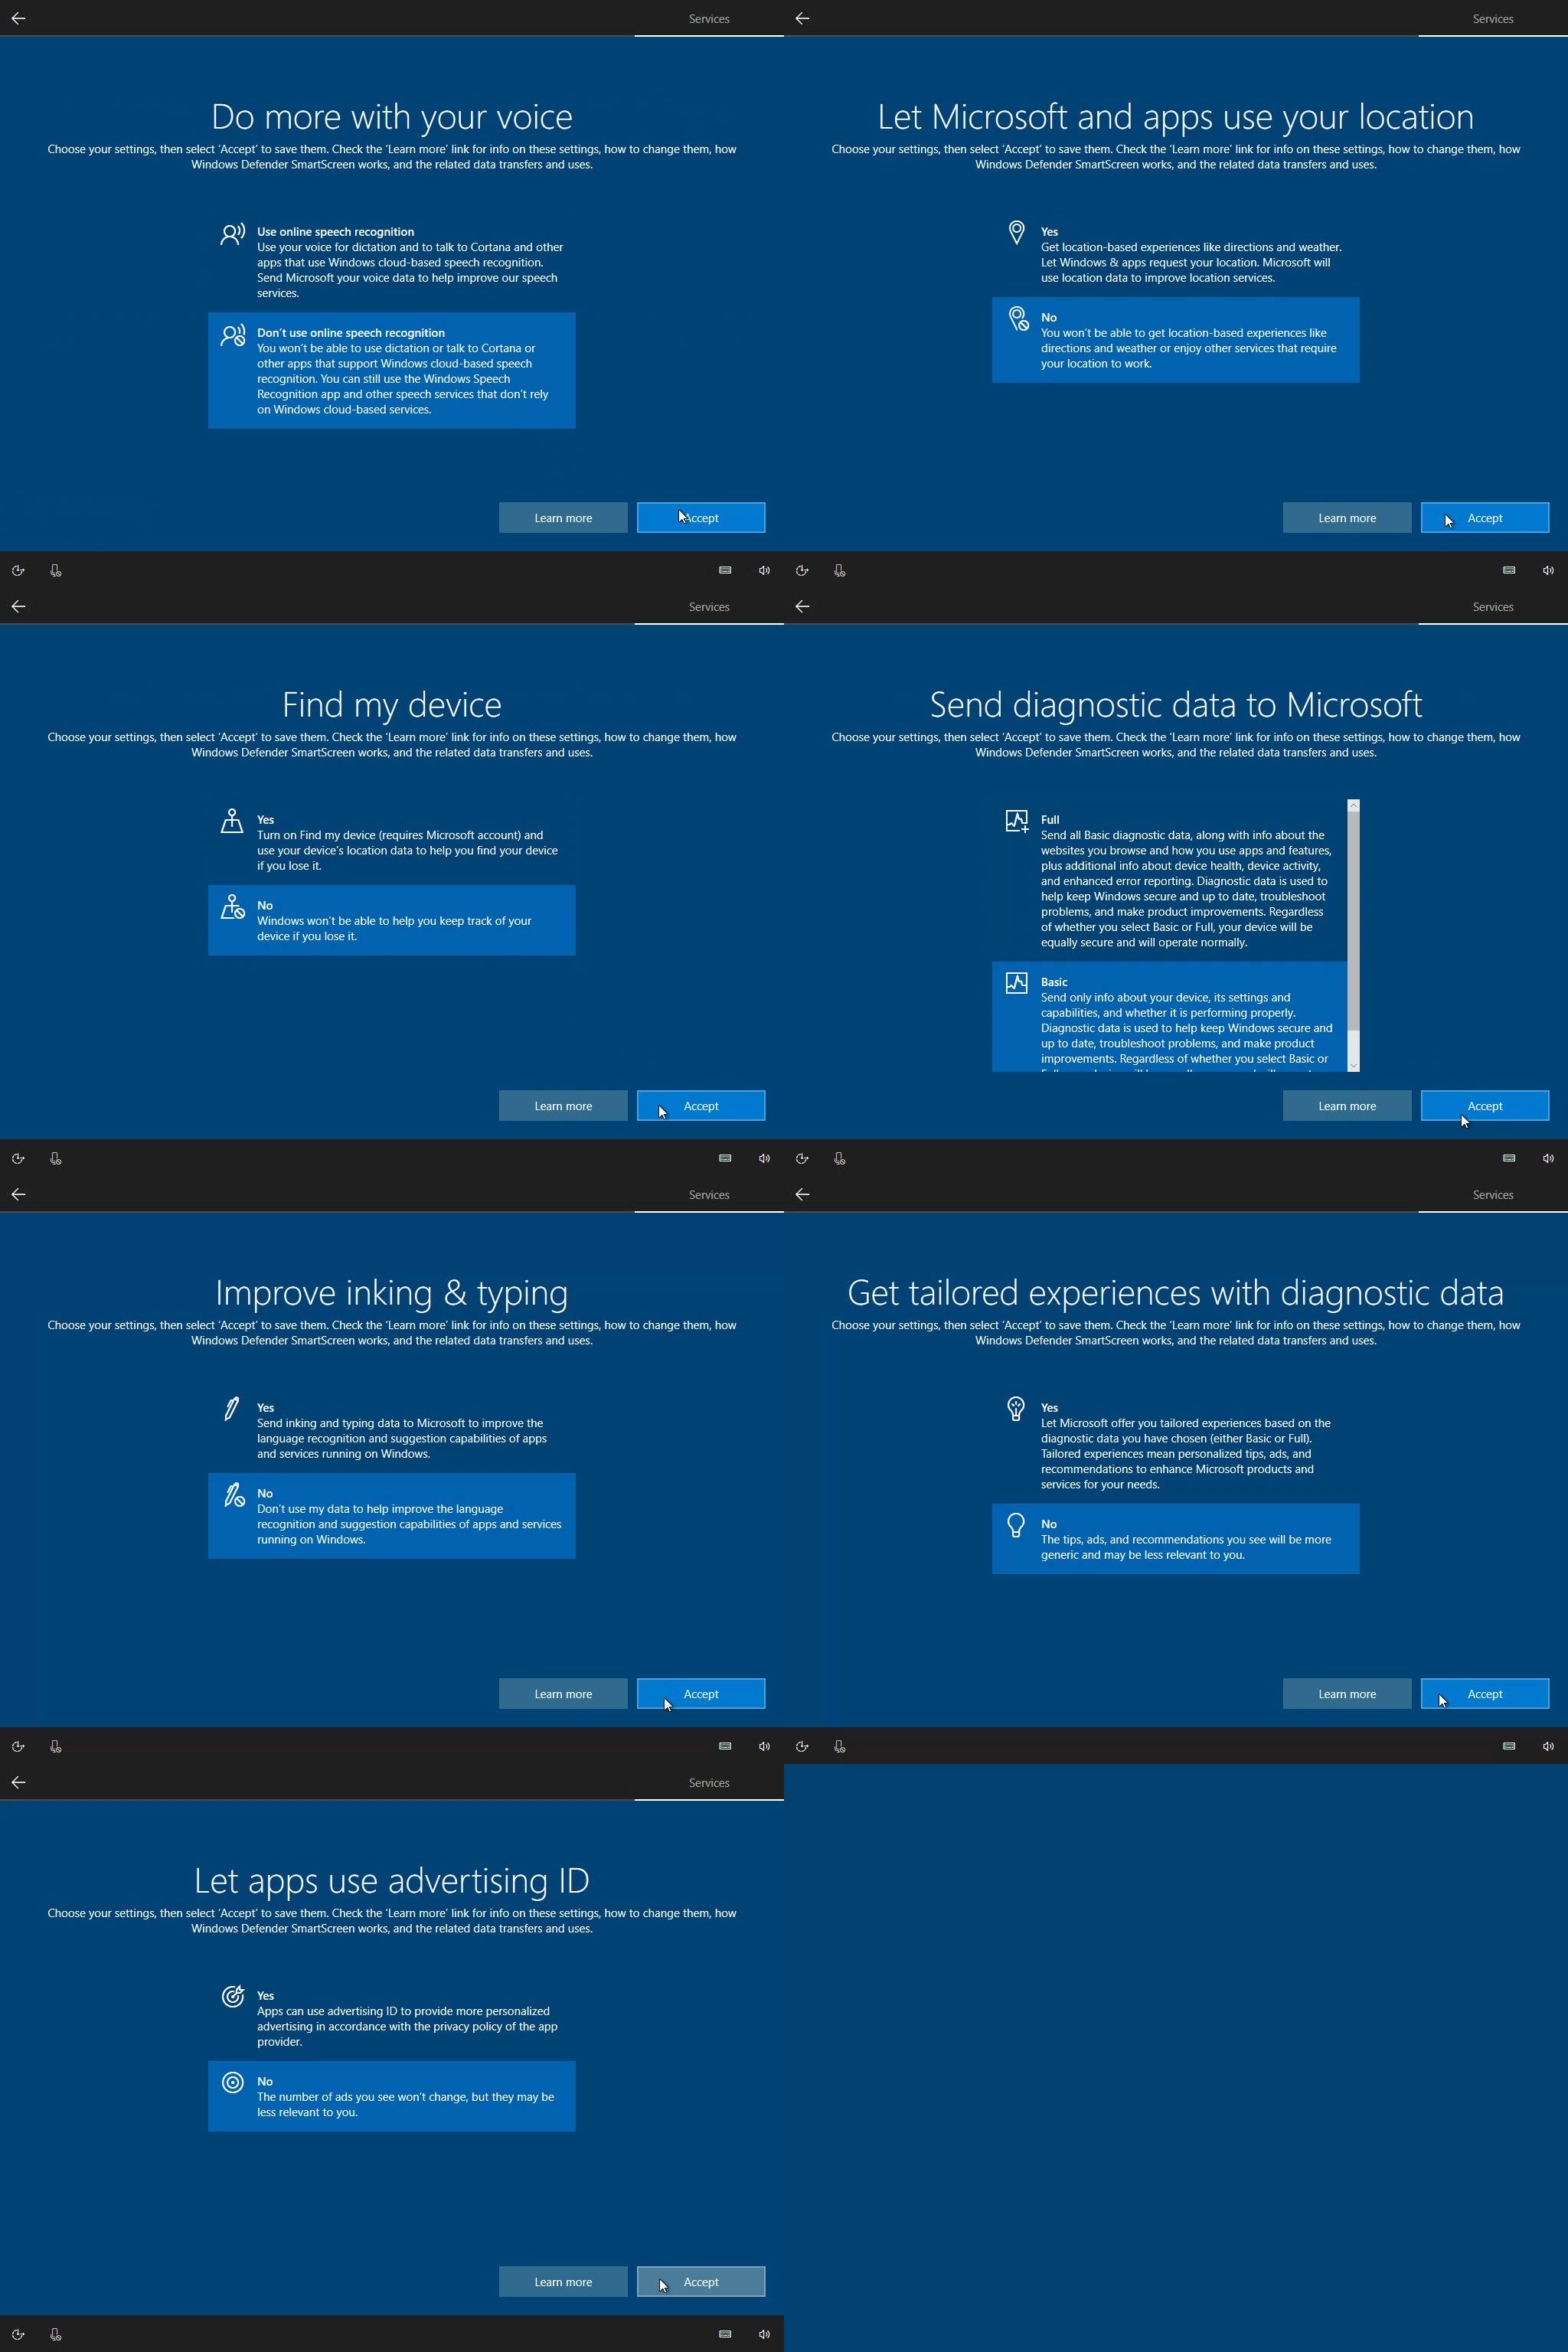 Services
Do more with your voice
Choose your settings, then select ‘Accept’ to save them. Check the ‘Learn more’ link for info on these settings, how to change them, how
Windows Defender SmartScreen works, and the related data transfers and uses.
Use online speech recognition
Use your voice for dictation and to talk to Cortana and other
apps that use Windows cloud-based speech recognition.
Send Microsoft your voice data to help improve our speech
services.
Don’t use online speech recognition
You won’t be able to use dictation or talk to Cortana or
other apps that support Windows cloud-based speech
recognition. You can still use the Windows Speech
Recognition app and other speech services that don’t rely
on Windows cloud-based services.
Learn more
Accept
Services
Let Microsoft and apps use your location
Choose your settings, then select ‘Accept’ to save them. Check the ‘Learn more’ link for info on these settings, how to change them, how
Windows Defender SmartScreen works, and the related data transfers and uses.
Yes
Get location-based experiences like directions and weather.
Let Windows & apps request your location. Microsoft will
use location data to improve location services.
No
You won’t be able to get location-based experiences like
directions and weather or enjoy other services that require
your location to work.
Learn more
Accept
Services
Find my device
Choose your settings, then select ‘Accept’ to save them. Check the ‘Learn more’ link for info on these settings, how to change them, how
Windows Defender SmartScreen works, and the related data transfers and uses.
Yes
Turn on Find my device (requires Microsoft account) and
use your device’s location data to help you find your device
if you lose it.
No
Windows won’t be able to help you keep track of your
device if you lose it.
Learn more
Accept
Services
Send diagnostic data to Microsoft
Choose your settings, then select ‘Accept’ to save them. Check the ‘Learn more’ link for info on these settings, how to change them, how
Windows Defender SmartScreen works, and the related data transfers and uses.
Full
Send all Basic diagnostic data, along with info about the
websites you browse and how you use apps and features,
plus additional info about device health, device activity,
and enhanced error reporting. Diagnostic data is used to
help keep Windows secure and up to date, troubleshoot
problems, and make product improvements. Regardless
of whether you select Basic or Full, your device will be
equally secure and will operate normally.
Basic
Send only info about your device, its settings and
capabilities, and whether it is performing properly.
Diagnostic data is used to help keep Windows secure and
up to date, troubleshoot problems, and make product
improvements. Regardless of whether you select Basic or
Learn more
Accept
Services
Improve inking & typing
Choose your settings, then select ‘Accept’ to save them. Check the ‘Learn more’ link for info on these settings, how to change them, how
Windows Defender SmartScreen works, and the related data transfers and uses.
Yes
Send inking and typing data to Microsoft to improve the
language recognition and suggestion capabilities of apps
and services running on Windows.
No
Don’t use my data to help improve the language
recognition and suggestion capabilities of apps and services
running on Windows.
Learn more
Accept
Services
Get tailored experiences with diagnostic data
Choose your settings, then select ‘Accept’ to save them. Check the ‘Learn more’ link for info on these settings, how to change them, how
Windows Defender SmartScreen works, and the related data transfers and uses.
Yes
Let Microsoft offer you tailored experiences based on the
diagnostic data you have chosen (either Basic or Full).
Tailored experiences mean personalized tips, ads, and
recommendations to enhance Microsoft products and
services for your needs.
No
The tips, ads, and recommendations you see will be more
generic and may be less relevant to you.
Learn more
Accept
Services
Let apps use advertising ID
Choose your settings, then select ‘Accept’ to save them. Check the ‘Learn more’ link for info on these settings, how to change them, how
Windows Defender SmartScreen works, and the related data transfers and uses.
Yes
Apps can use advertising ID to provide more personalized
advertising in accordance with the privacy policy of the app
provider.
No
The number of ads you see won’t change, but they may be
less relevant to you.
Learn more
Accept